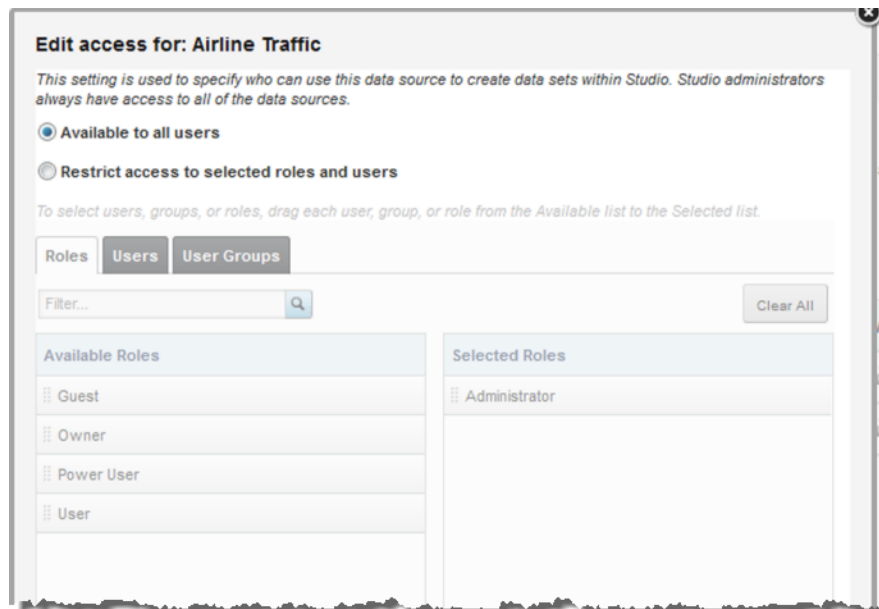 Edit access for: Airline Traffic
This setting is used to specify who can use this data source to create data sets within Studio. Studio administrators
always have access to all of the data sources.
Available to all users
Restrict access to selected roles and users
To select users, groups, or roles, drag each user, group, or role from the Available list to the Selected list.
Roles Users User Groups
Filter...
Clear All
Available Roles
Selected Roles
Guest
Administrator
Owner
Power User
User